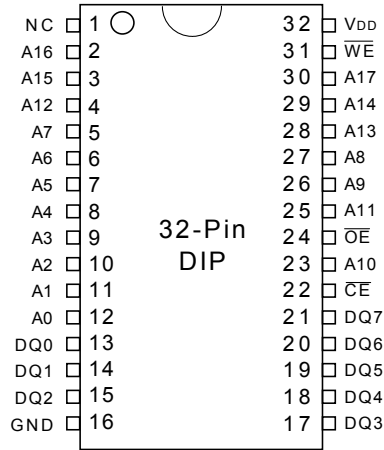 NC 1 32 VDD
A16 2 31 W̅E̅
A15 3 30 A17
A12 4 29 A14
A7 5 28 A13
A6 6 27 A8
A5 7 26 A9
A4 8 25 A11
A3 9 32-Pin 24 O̅E̅
A2 10 DIP 23 A10
A1 11 22 C̅E̅
A0 12 21 DQ7
DQ0 13 20 DQ6
DQ1 14 19 DQ5
DQ2 15 18 DQ4
GND 16 17 DQ3